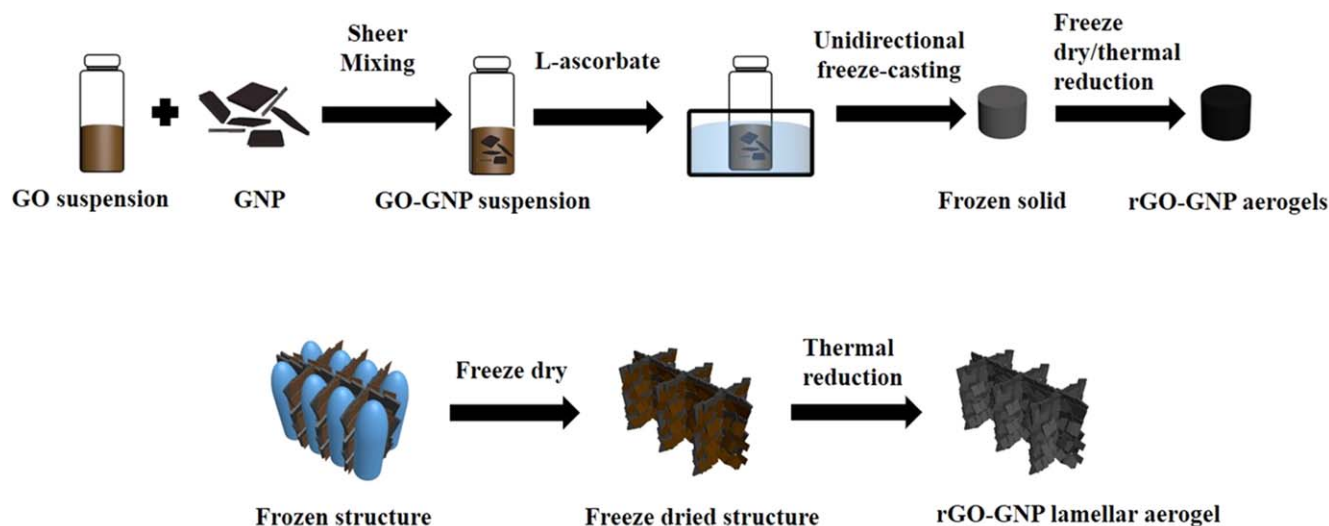 Sheer
Mixing
L-ascorbate
Unidirectional
freeze-casting
Freeze
dry/thermal
reduction
GO suspension
GNP
GO-GNP suspension
Frozen solid
rGO-GNP aerogels
Freeze dry
Thermal
reduction
Frozen structure
Freeze dried structure
rGO-GNP lamellar aerogel